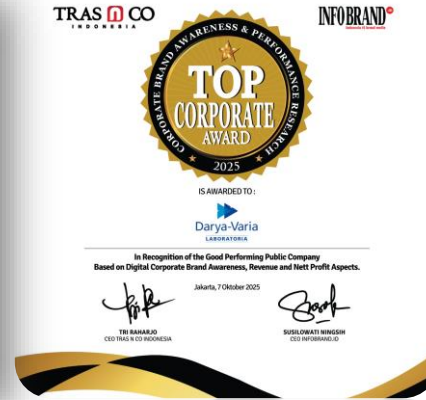 TRAS N CO
INDONESIA
INFOBRAND
CORPORATE BRAND AWARENESS & PERFORMANCE RESEARCH
TOP
CORPORATE
AWARD
2025
IS AWARDED TO :
Darya-Varia
LABORATORIA
In Recognition of the Good Performing Public Company
Based on Digital Corporate Brand Awareness, Revenue and Nett Profit Aspects.
Jakarta, 7 Oktober 2025
TRI RAHARJO
CEO TRAS N CO INDONESIA
SUSILOWATI NINGSIH
CEO INFOBRAND.ID